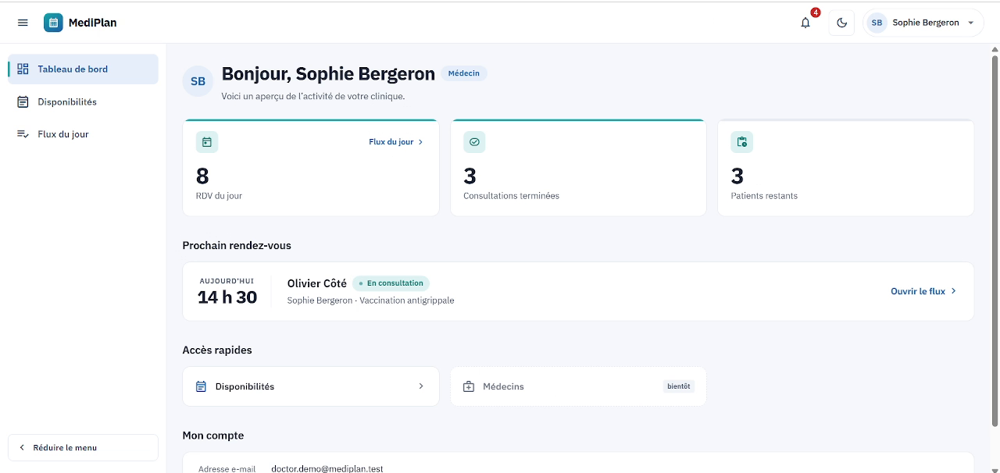 MediPlan
4
SB Sophie Bergeron
Tableau de bord
Disponibilités
Flux du jour
Réduire le menu
SB
Bonjour, Sophie Bergeron Médecin
Voici un aperçu de l’activité de votre clinique.
Flux du jour
8
RDV du jour
3
Consultations terminées
3
Patients restants
Prochain rendez-vous
AUJOURD’HUI
14 h 30
Olivier Côté En consultation
Sophie Bergeron · Vaccination antigrippale
Ouvrir le flux
Accès rapides
Disponibilités
Médecins bientôt
Mon compte
Adresse e-mail doctor.demo@mediplan.test